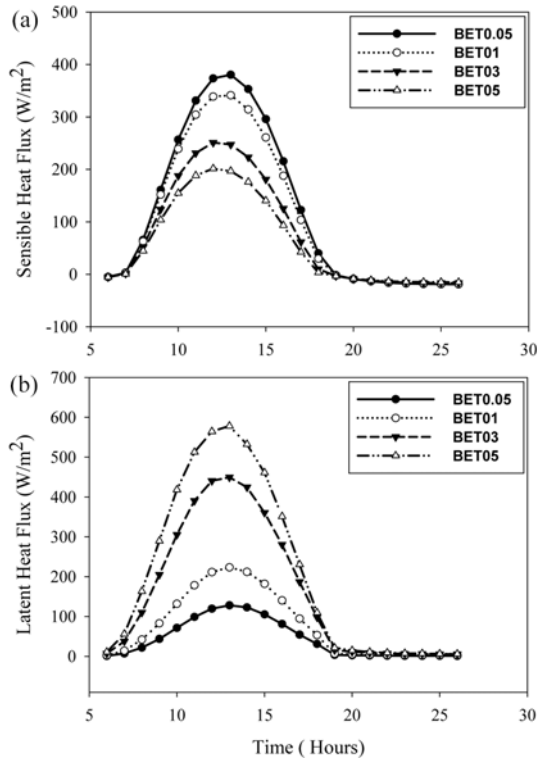 (a)
500
400
300
200
100
0
-100
Sensible Heat Flux (W/m²)
BET0.05
BET01
BET03
BET05
5
10
15
20
25
30
(b)
700
600
500
400
300
200
100
0
Latent Heat Flux (W/m²)
BET0.05
BET01
BET03
BET05
5
10
15
20
25
30
Time ( Hours)